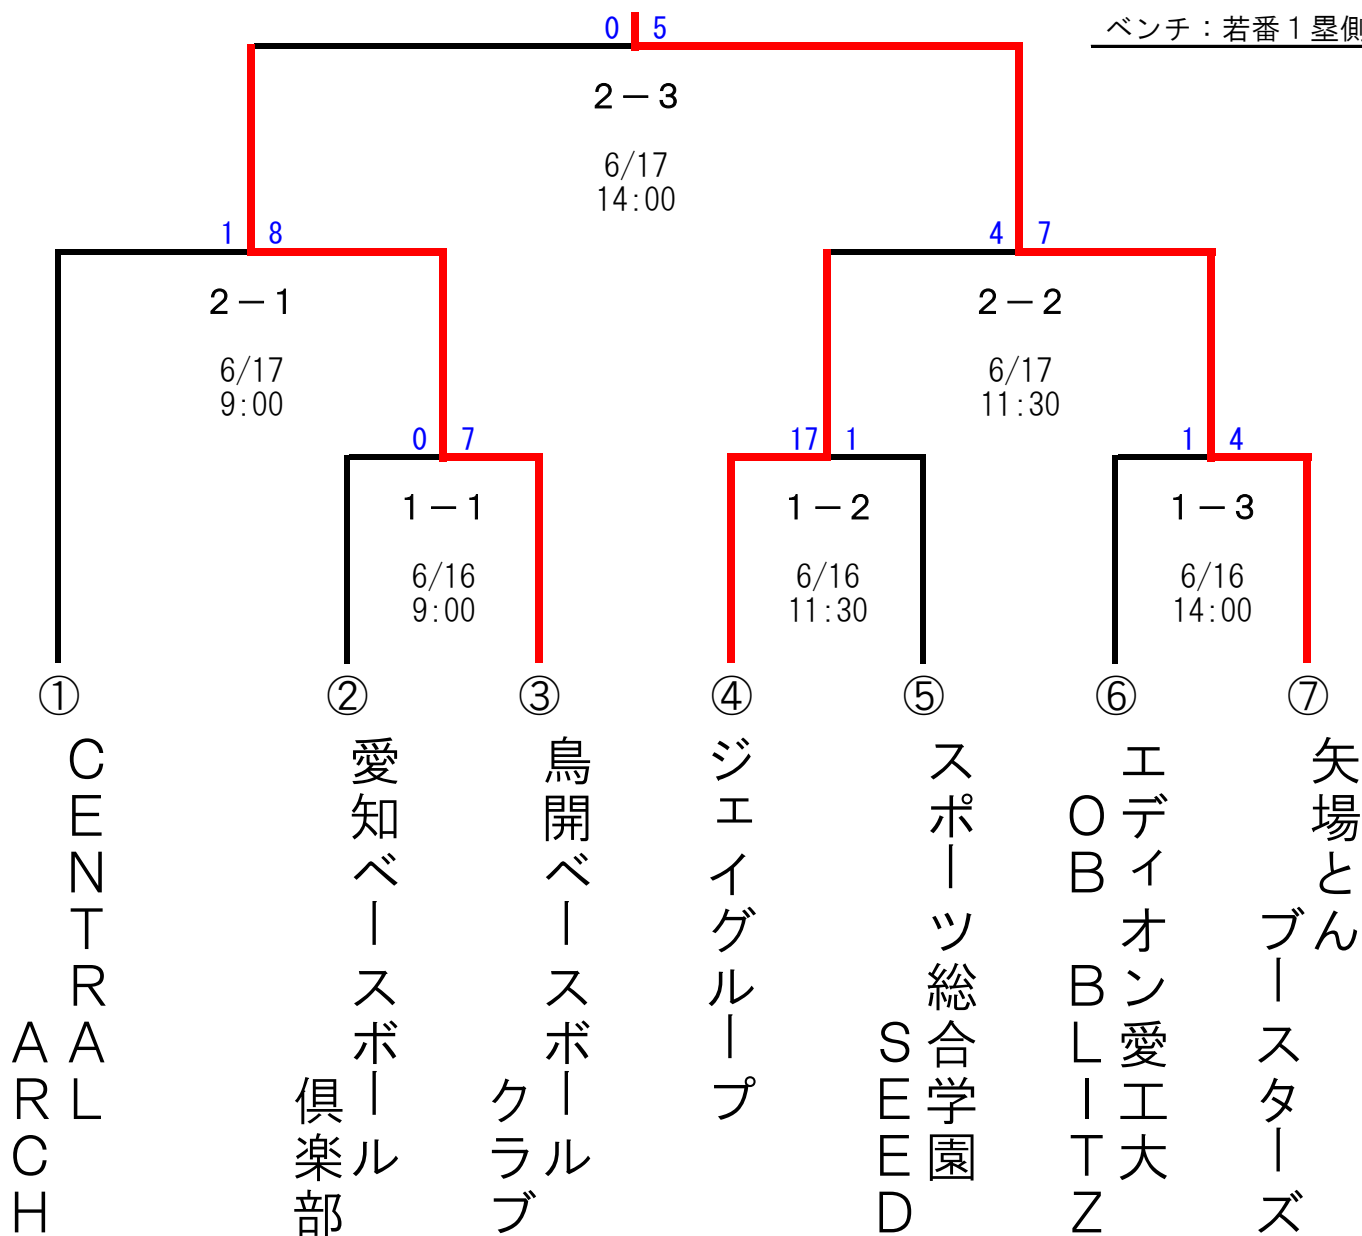 ベンチ：若番１塁側
0 5
２－３
6/17
14:00
1 8
4 7
２－１
２－２
6/17
9:00
6/17
11:30
0 7
17 1
1 4
１－１
１－２
１－３
6/16
9:00
6/16
11:30
6/16
14:00
① ② ③ ④ ⑤ ⑥ ⑦
ＣＥＮＴＲＡＬ
ＡＲＣＨ
愛知ベースボール
倶楽部
鳥開ベースボール
クラブ
ジェイグループ
スポーツ総合学園
ＳＥＥＤ
エディオン愛工大
ＯＢ　ＢＬＩＴＺ
矢場とん
ブースターズ